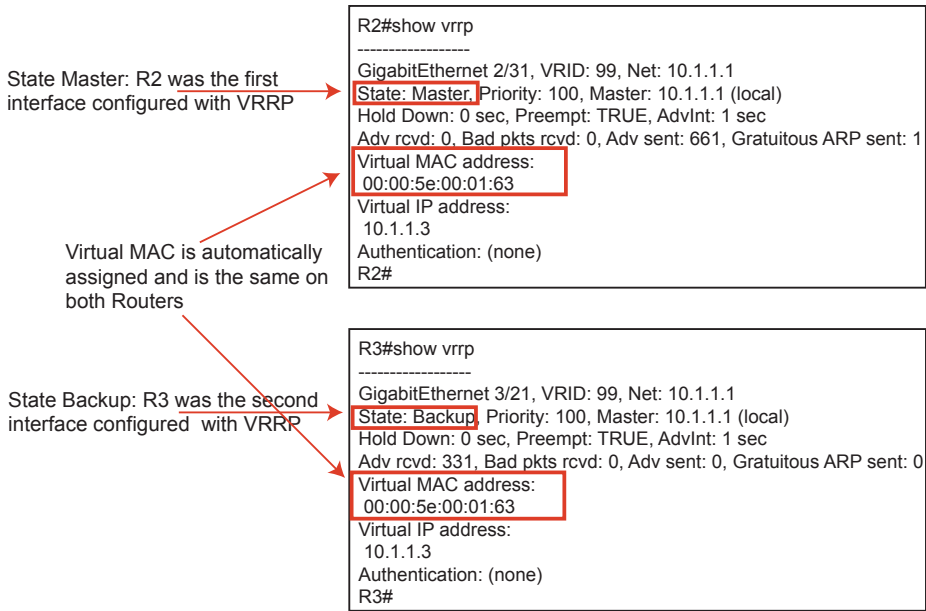 State Master: R2 was the first
interface configured with VRRP
R2#show vrrp
------------------
GigabitEthernet 2/31, VRID: 99, Net: 10.1.1.1
State: Master, Priority: 100, Master: 10.1.1.1 (local)
Hold Down: 0 sec, Preempt: TRUE, AdvInt: 1 sec
Adv rcvd: 0, Bad pkts rcvd: 0, Adv sent: 661, Gratuitous ARP sent: 1
Virtual MAC address:
00:00:5e:00:01:63
Virtual IP address:
10.1.1.3
Authentication: (none)
R2#
Virtual MAC is automatically
assigned and is the same on
both Routers
State Backup: R3 was the second
interface configured with VRRP
R3#show vrrp
------------------
GigabitEthernet 3/21, VRID: 99, Net: 10.1.1.1
State: Backup, Priority: 100, Master: 10.1.1.1 (local)
Hold Down: 0 sec, Preempt: TRUE, AdvInt: 1 sec
Adv rcvd: 331, Bad pkts rcvd: 0, Adv sent: 0, Gratuitous ARP sent: 0
Virtual MAC address:
00:00:5e:00:01:63
Virtual IP address:
10.1.1.3
Authentication: (none)
R3#